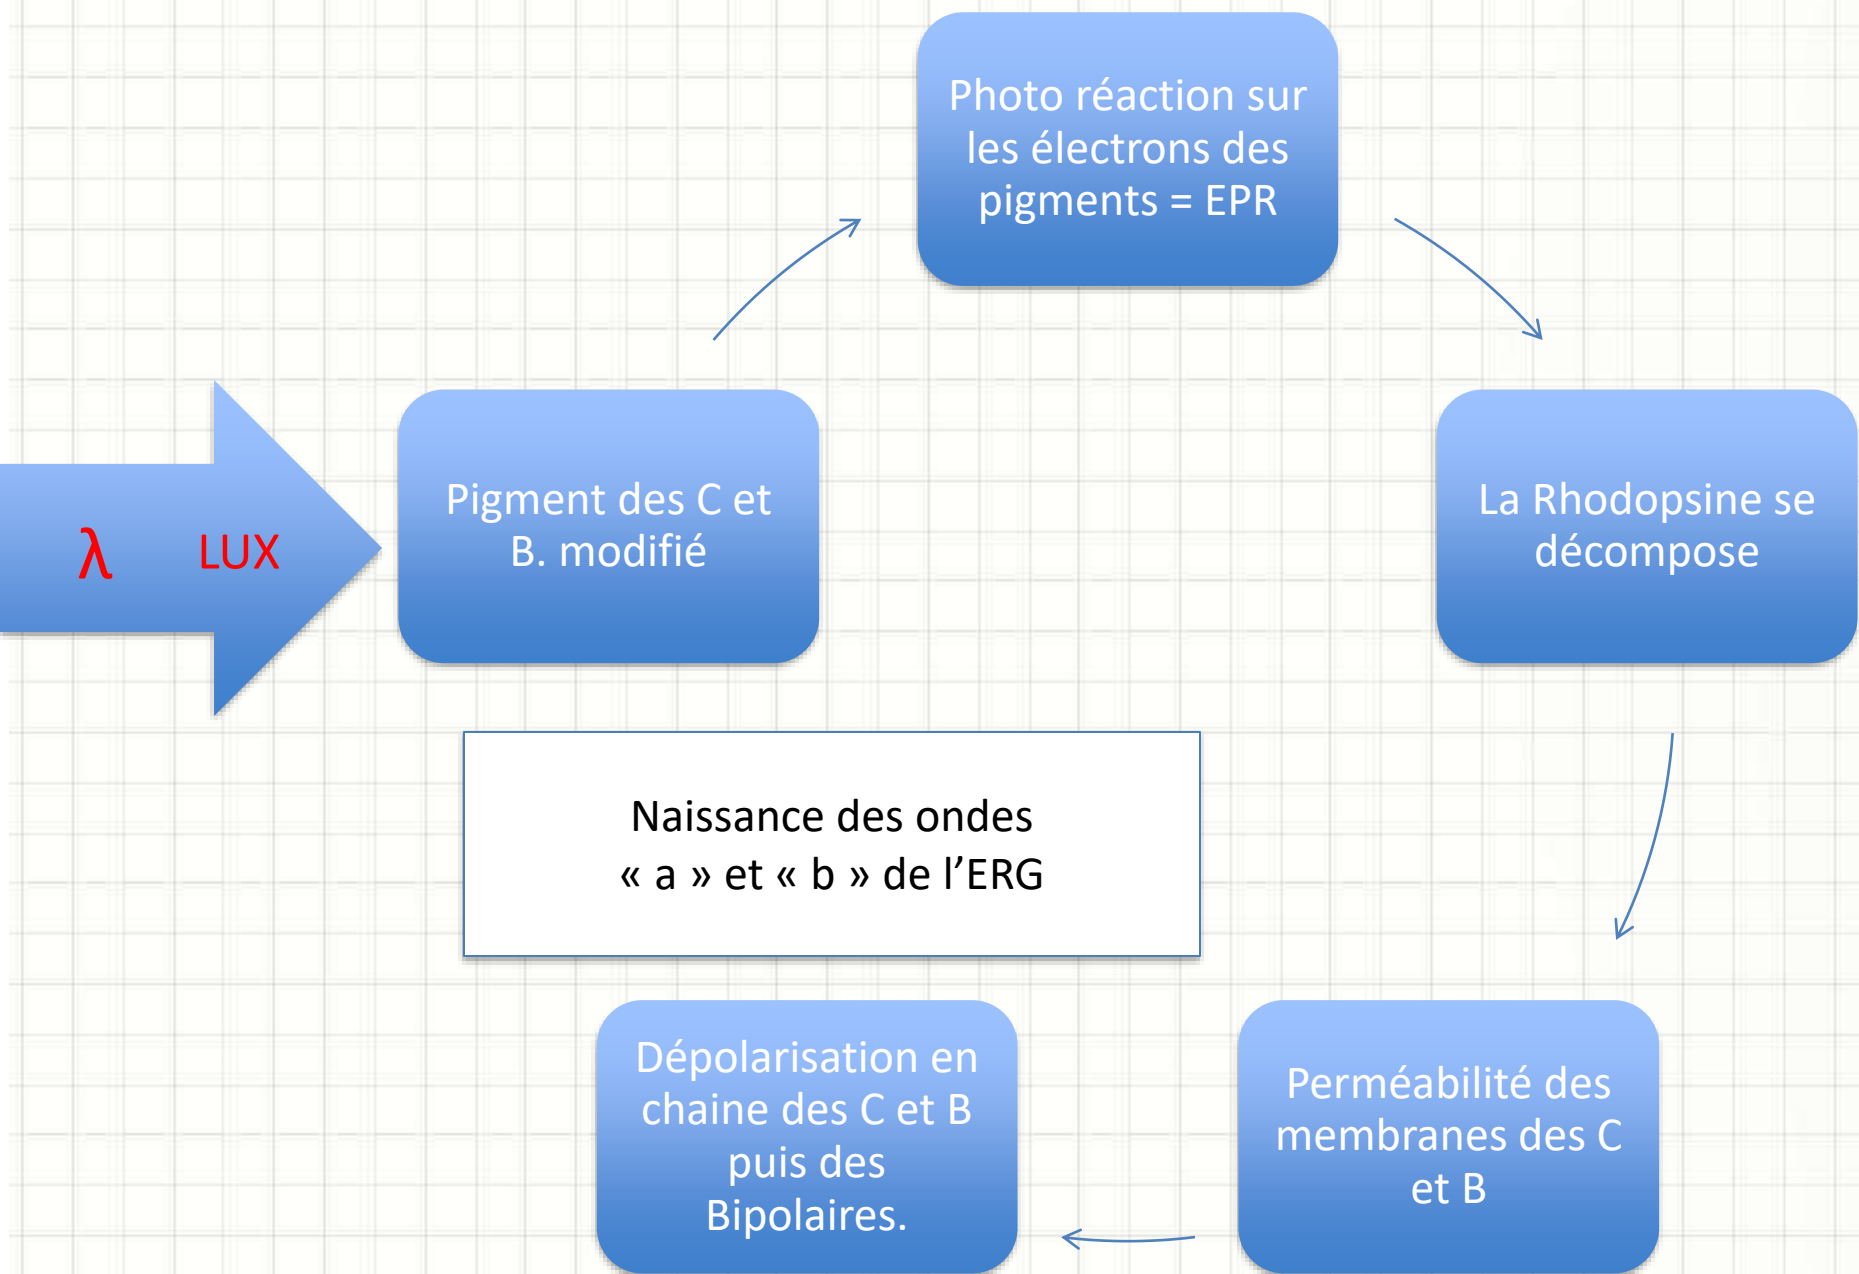 Photo réaction sur
les électrons des
pigments = EPR
λ LUX
Pigment des C et
B. modifié
La Rhodopsine se
décompose
Naissance des ondes
« a » et « b » de l’ERG
Dépolarisation en
chaine des C et B
puis des
Bipolaires.
Perméabilité des
membranes des C
et B